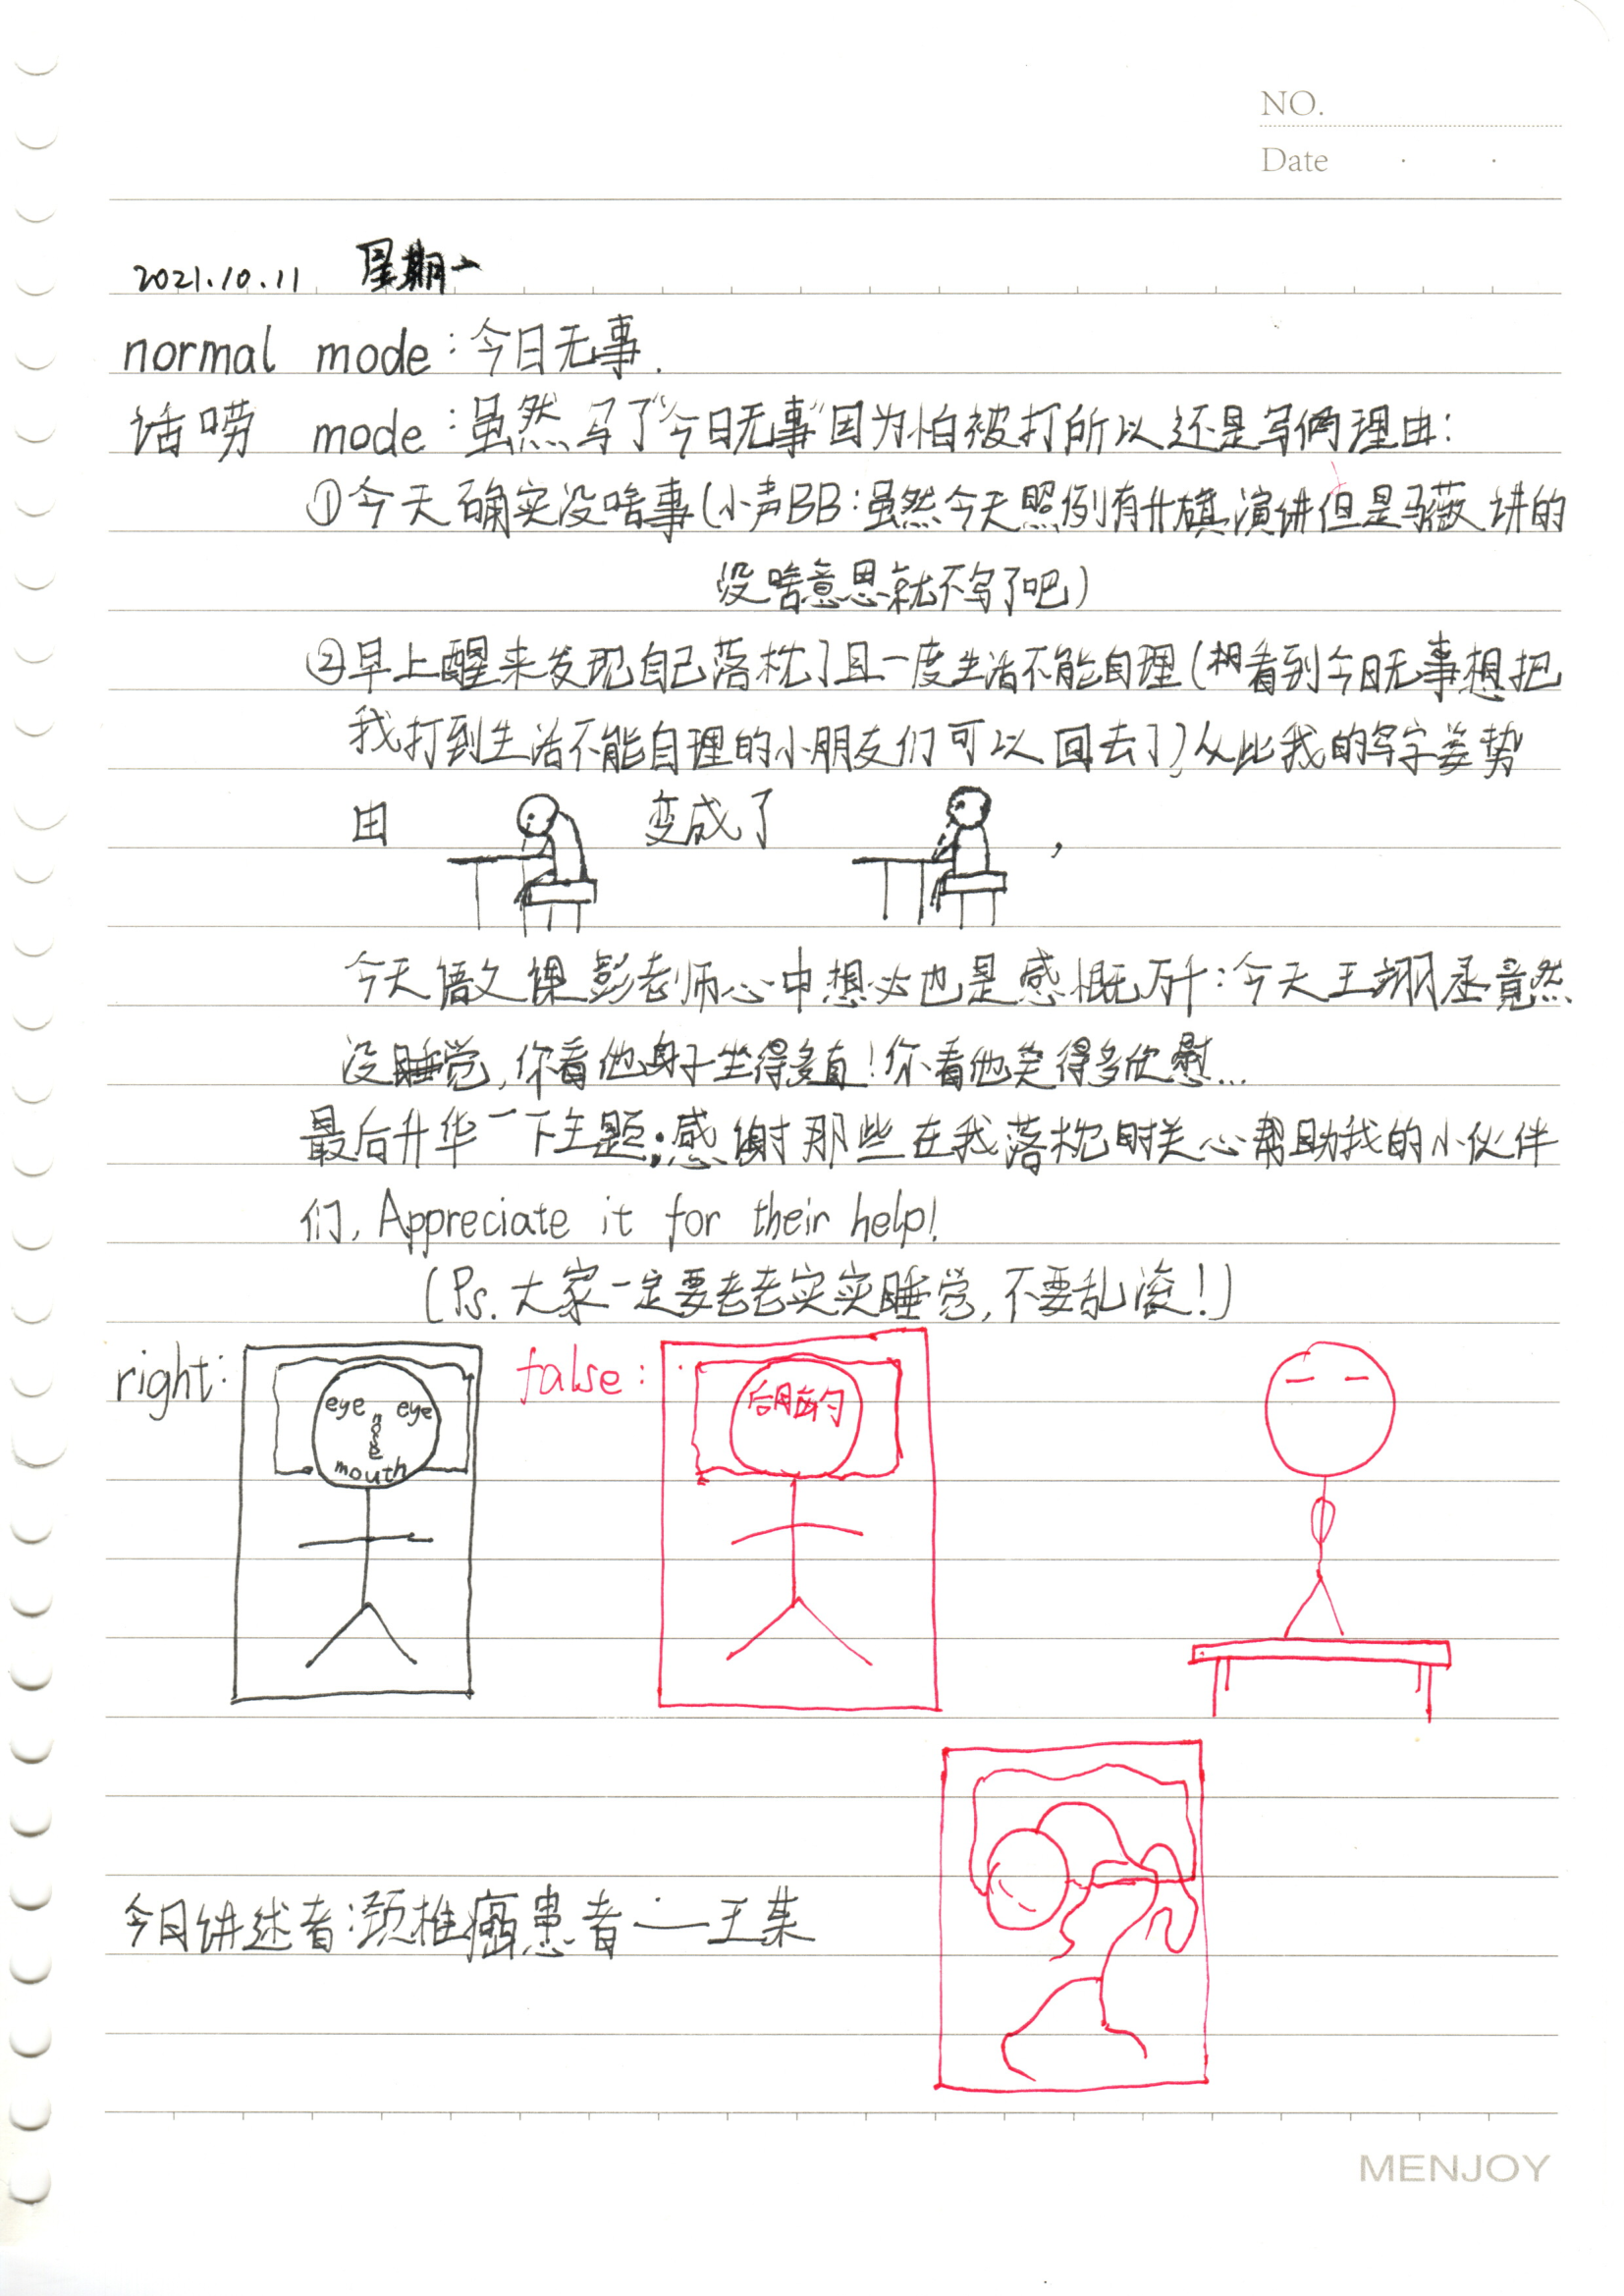 NO.
Date
2021.10.11 星期一
normal mode:今日无事.
话唠 mode:虽然写了“今日无事”因为怕被打所以还是写俩理由:
①今天确实没啥事(小声BB:虽然今天照例有升旗演讲但是马薇讲的
没啥意思就不写了吧)
②早上醒来发现自己落枕了且一度生活不能自理(看到今日无事想把
我打到生活不能自理的小朋友们可以回去了),从比我的写字姿势
由 变成了 ,
今天语文课彭老师心中想必也是感慨万千:今天王翔丞竟然
没睡觉,你看他身子坐得多直!你看他笑得多欣慰...
最后升华一下主题:感谢那些在我落枕时关心帮助我的小伙伴
们, Appreciate it for their help!
(Ps. 大家一定要老老实实睡觉,不要乱滚!)
right: false:
eye eye
nose
mouth
后脑勺
今日讲述者:颈椎癌患者——王某
MENJOY